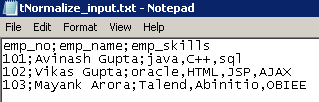 tNormalize_input.txt - Notepad
File Edit Format View Help
emp_no;emp_name;emp_skills
101;Avinash Gupta;java,C++,sql
102;Vikas Gupta;oracle,HTML,JSP,AJAX
103;Mayank Arora;Talend,Abinitio,OBIEE